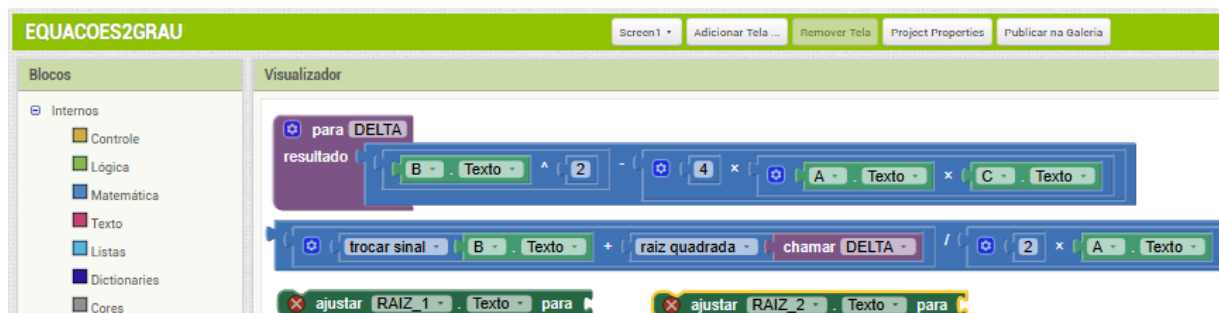 EQUACOES2GRAU Screen1 Adicionar Tela ... Remover Tela Project Properties Publicar na Galeria
Blocos Visualizador
Internos
Controle
Lógica
Matemática
Texto
Listas
Dictionaries
Cores
para DELTA
resultado B . Texto ^ 2 - 4 × A . Texto × C . Texto
trocar sinal B . Texto + raiz quadrada chamar DELTA / 2 × A . Texto
ajustar RAIZ_1 . Texto para ajustar RAIZ_2 . Texto para